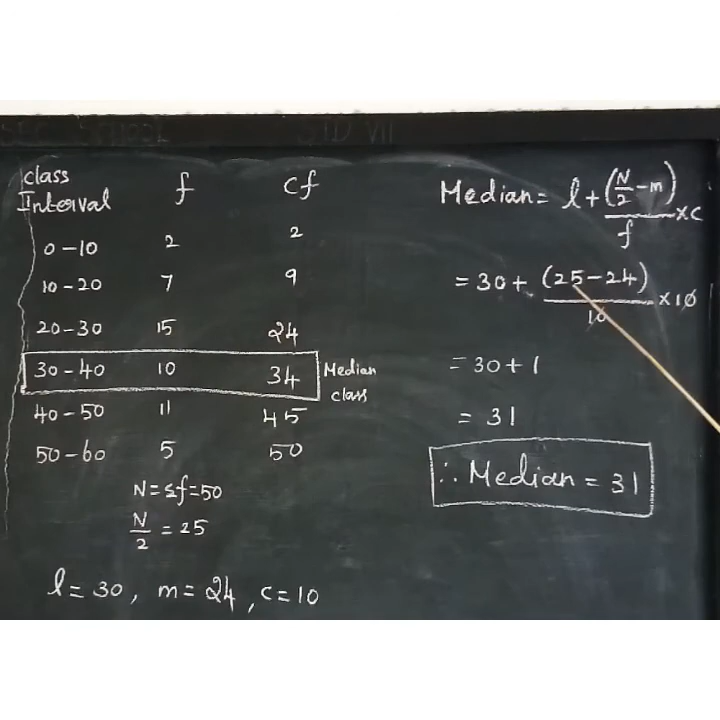 STD VII
class Interval f cf
0-10 2 2
10-20 7 9
20-30 15 24
30-40 10 34 Median class
40-50 11 45
50-60 5 50
N = Σf = 50
N/2 = 25
l = 30, m = 24, c = 10
Median = l + (N/2 - m)/f × c
= 30 + (25-24)/10 × 10
= 30 + 1
= 31
∴ Median = 31